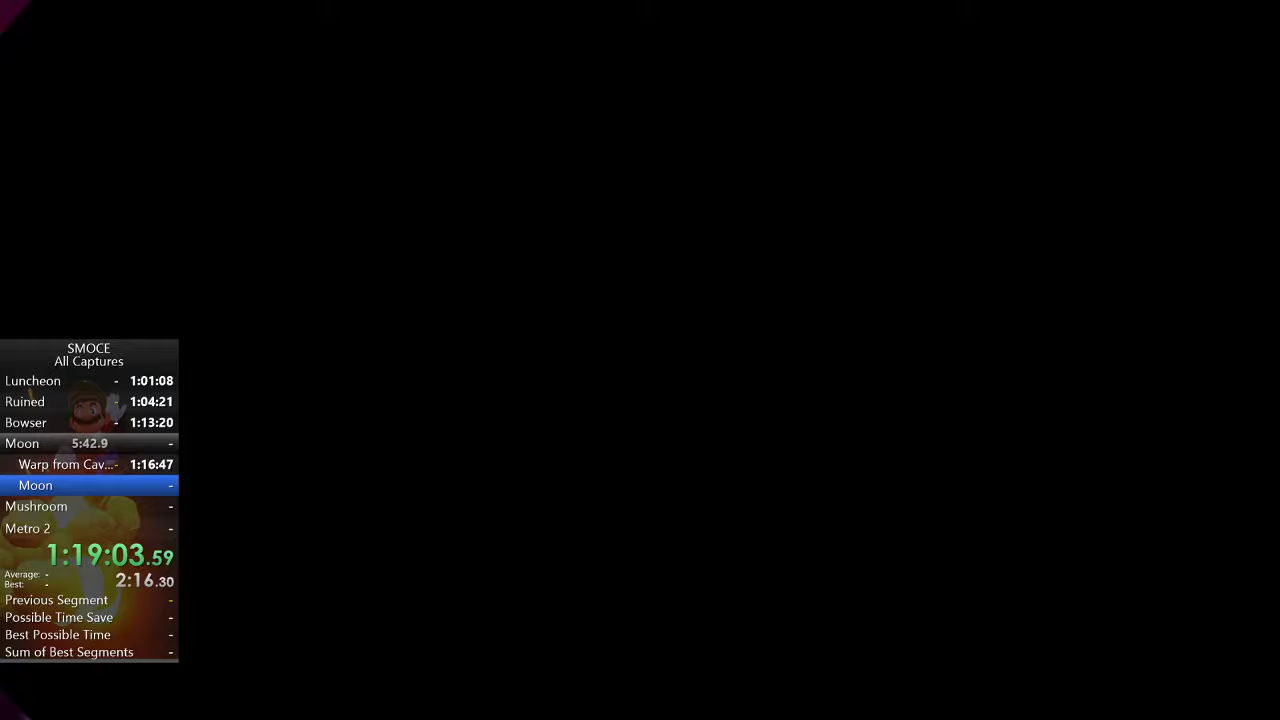 SMOCE
All Captures
Luncheon - 1:01:08
Ruined - 1:04:21
Bowser - 1:13:20
Moon 5:42.9 -
Warp from Cav...- 1:16:47
Moon -
Mushroom -
Metro 2 -
1:19:03.59
Average: -
Best: - 2:16.30
Previous Segment -
Possible Time Save -
Best Possible Time -
Sum of Best Segments -